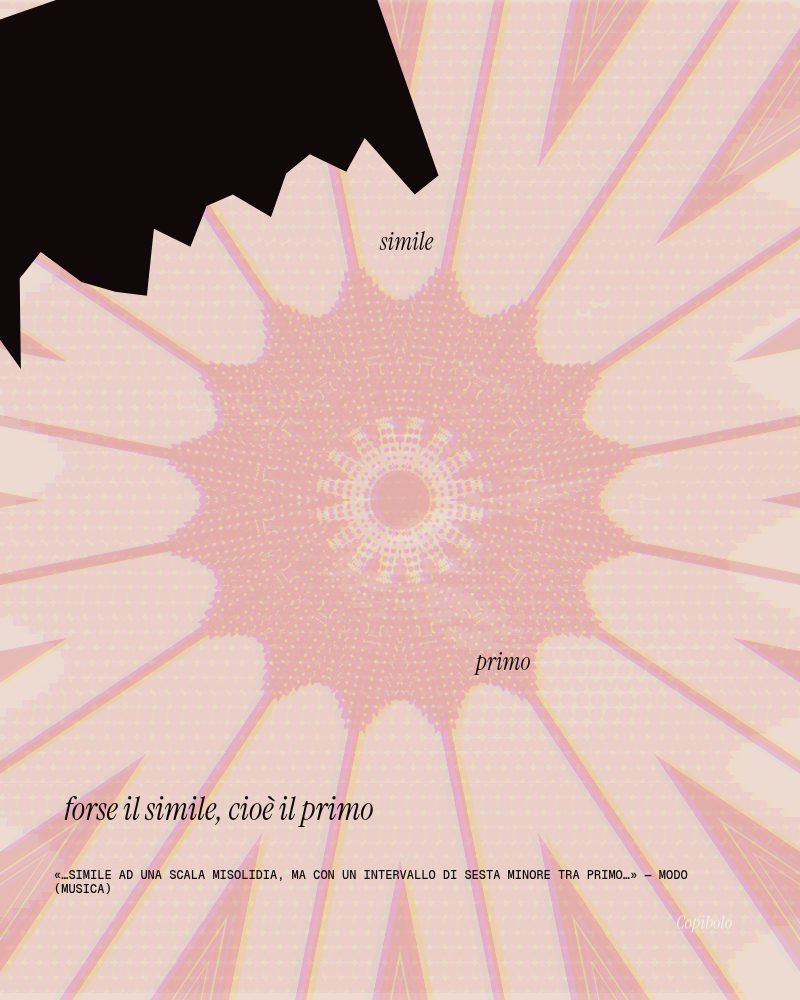 simile
primo
forse il simile, cioè il primo
«…SIMILE AD UNA SCALA MISOLIDIA, MA CON UN INTERVALLO DI SESTA MINORE TRA PRIMO…» — MODO
(MUSICA)
Copibolo